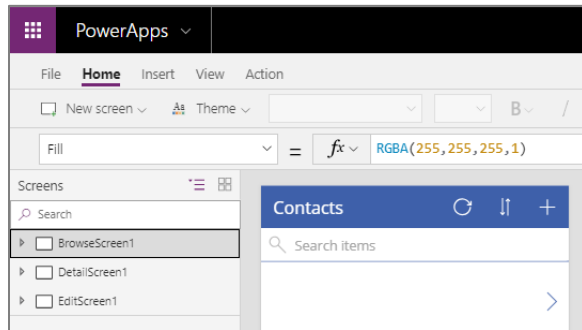 PowerApps
File Home Insert View Action
New screen Theme B /
Fill = fx RGBA(255,255,255,1)
Screens
Search
BrowseScreen1
DetailScreen1
EditScreen1
Contacts
Search items